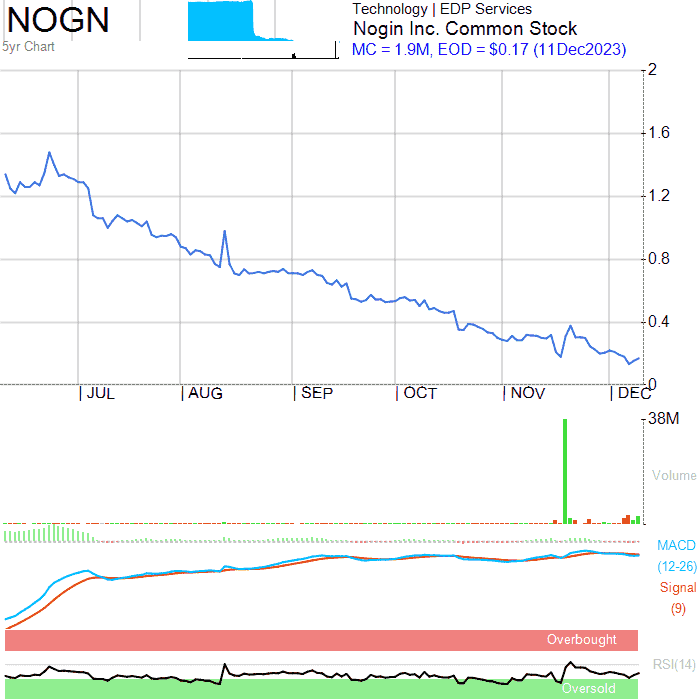 NOGN
5yr Chart
Technology | EDP Services
Nogin Inc. Common Stock
MC = 1.9M, EOD = $0.17 (11Dec2023)
2
1.6
1.2
0.8
0.4
0
JUL AUG SEP OCT NOV DEC
38M
Volume
MACD
(12-26)
Signal
(9)
Overbought
RSI(14)
Oversold